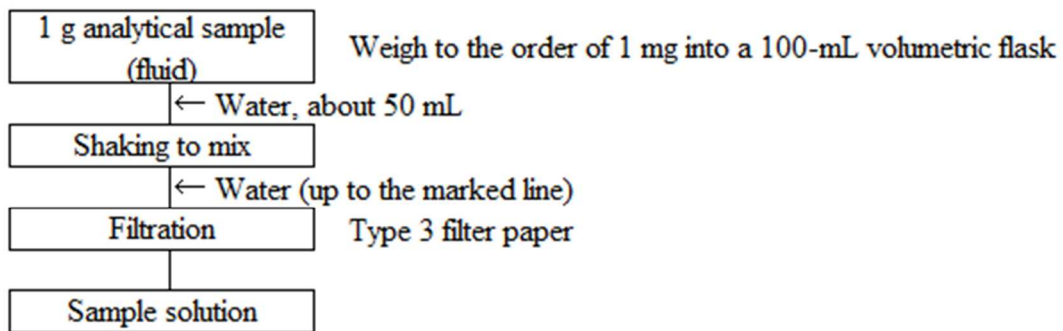 1 g analytical sample
(fluid)
Weigh to the order of 1 mg into a 100-mL volumetric flask
← Water, about 50 mL
Shaking to mix
← Water (up to the marked line)
Filtration
Type 3 filter paper
Sample solution